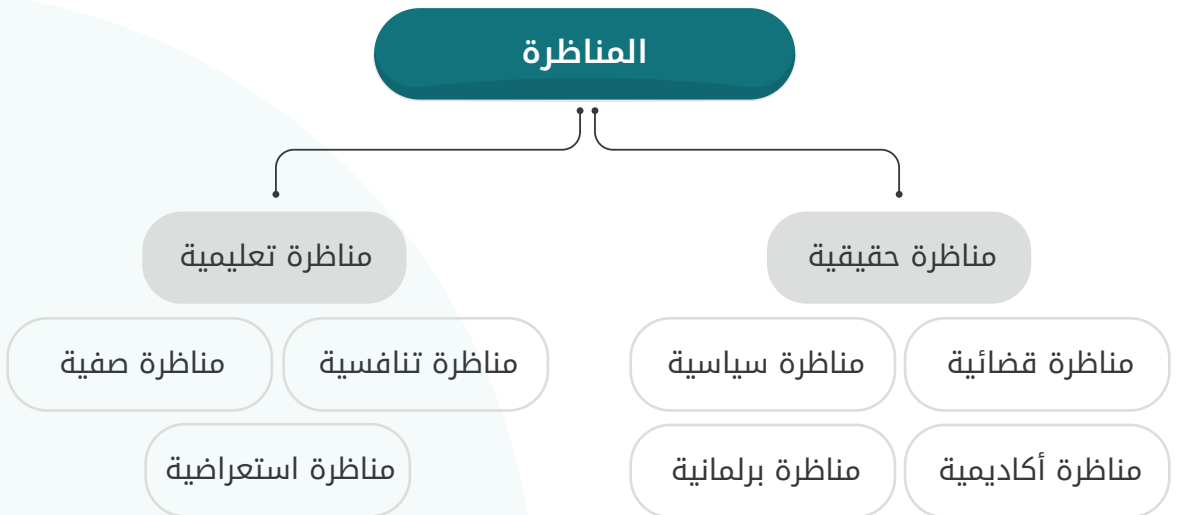 المناظرة
مناظرة حقيقية
مناظرة تعليمية
مناظرة قضائية
مناظرة سياسية
مناظرة تنافسية
مناظرة صفية
مناظرة أكاديمية
مناظرة برلمانية
مناظرة استعراضية